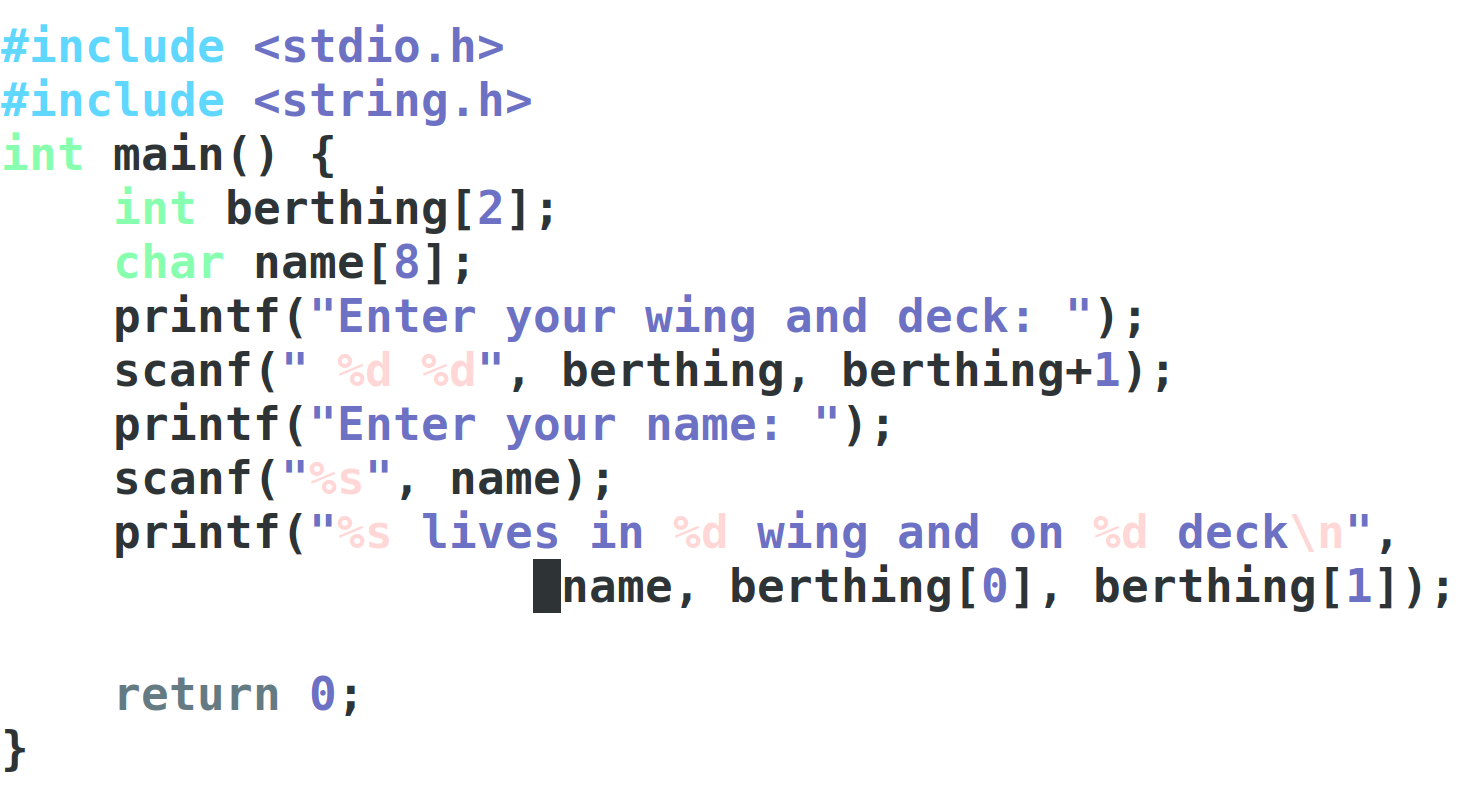 #include <stdio.h>
#include <string.h>
int main() {
    int berthing[2];
    char name[8];
    printf("Enter your wing and deck: ");
    scanf(" %d %d", berthing, berthing+1);
    printf("Enter your name: ");
    scanf("%s", name);
    printf("%s lives in %d wing and on %d deck\n",
                   name, berthing[0], berthing[1]);

    return 0;
}